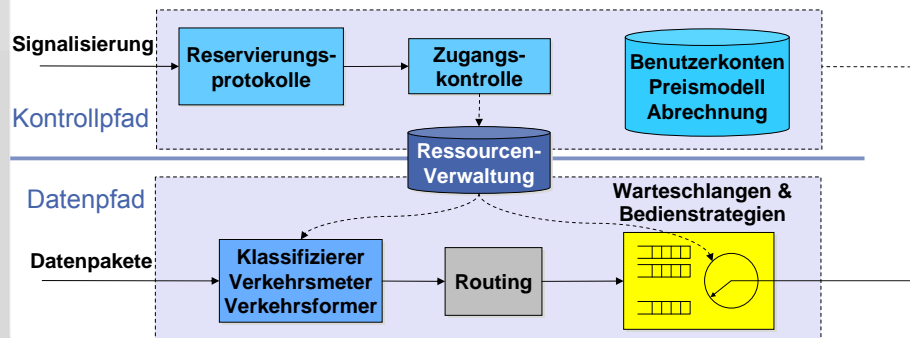 Signalisierung
Reservierungs-
protokolle
Zugangs-
kontrolle
Benutzerkonten
Preismodell
Abrechnung
Kontrollpfad
Ressourcen-
Verwaltung
Datenpfad
Warteschlangen &
Bedienstrategien
Datenpakete
Klassifizierer
Verkehrsmeter
Verkehrsformer
Routing